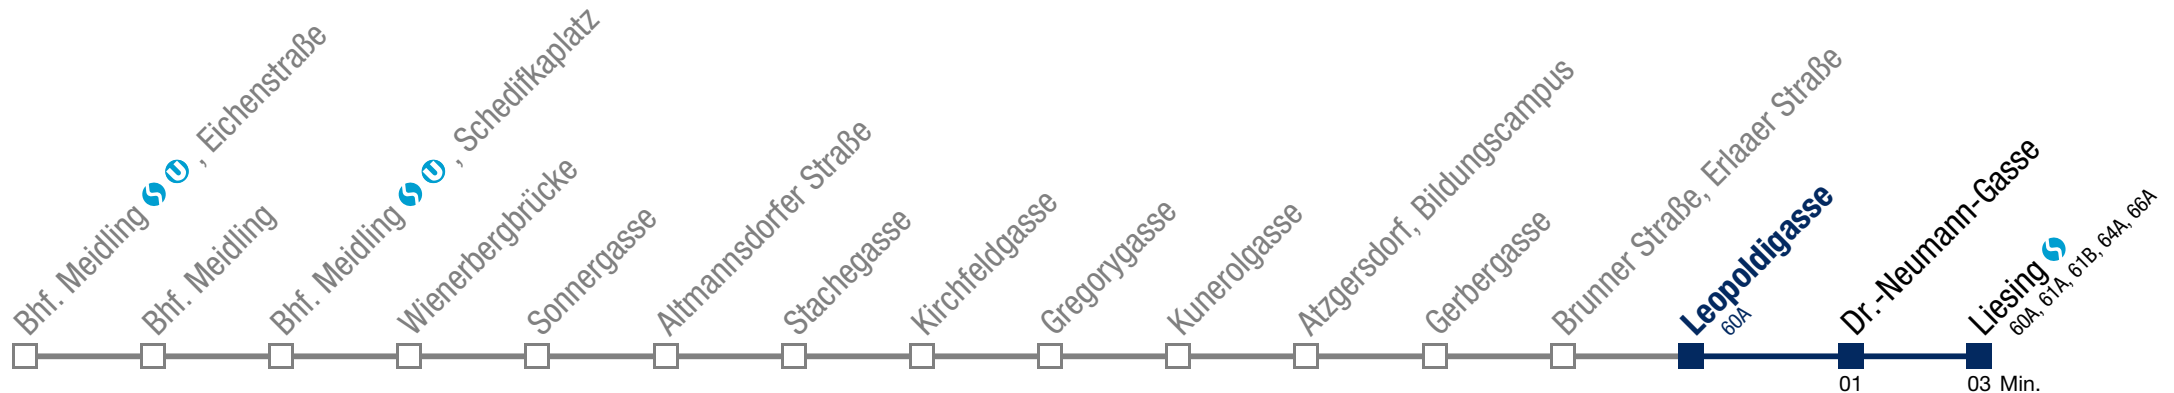 Bhf. Meidling S U , Eichenstraße
Bhf. Meidling
Bhf. Meidling S U , Schedifkaplatz
Wienerbergbrücke
Sonnergasse
Altmannsdorfer Straße
Stachegasse
Kirchfeldgasse
Gregorygasse
Kunerolgasse
Atzgersdorf, Bildungscampus
Gerbergasse
Brunner Straße, Erlaaer Straße
Leopoldigasse
60A
Dr.-Neumann-Gasse
Liesing S
60A, 61A, 61B, 64A, 66A
01
03 Min.